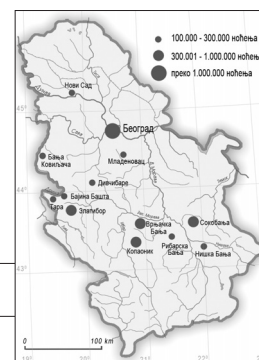 100.000 - 300.000 ноћења
300.001 - 1.000.000 ноћења
преко 1.000.000 ноћења
Нови Сад
45
Сава
Београд
Бања
Ковиљача
Младеновац
44
Дивчибаре
Бајина Башта
Тара
Златибор
Врњачка
Бања
Сокобања
Копаоник
Рибарска
Бања
Нишка Бања
43
0
100 km